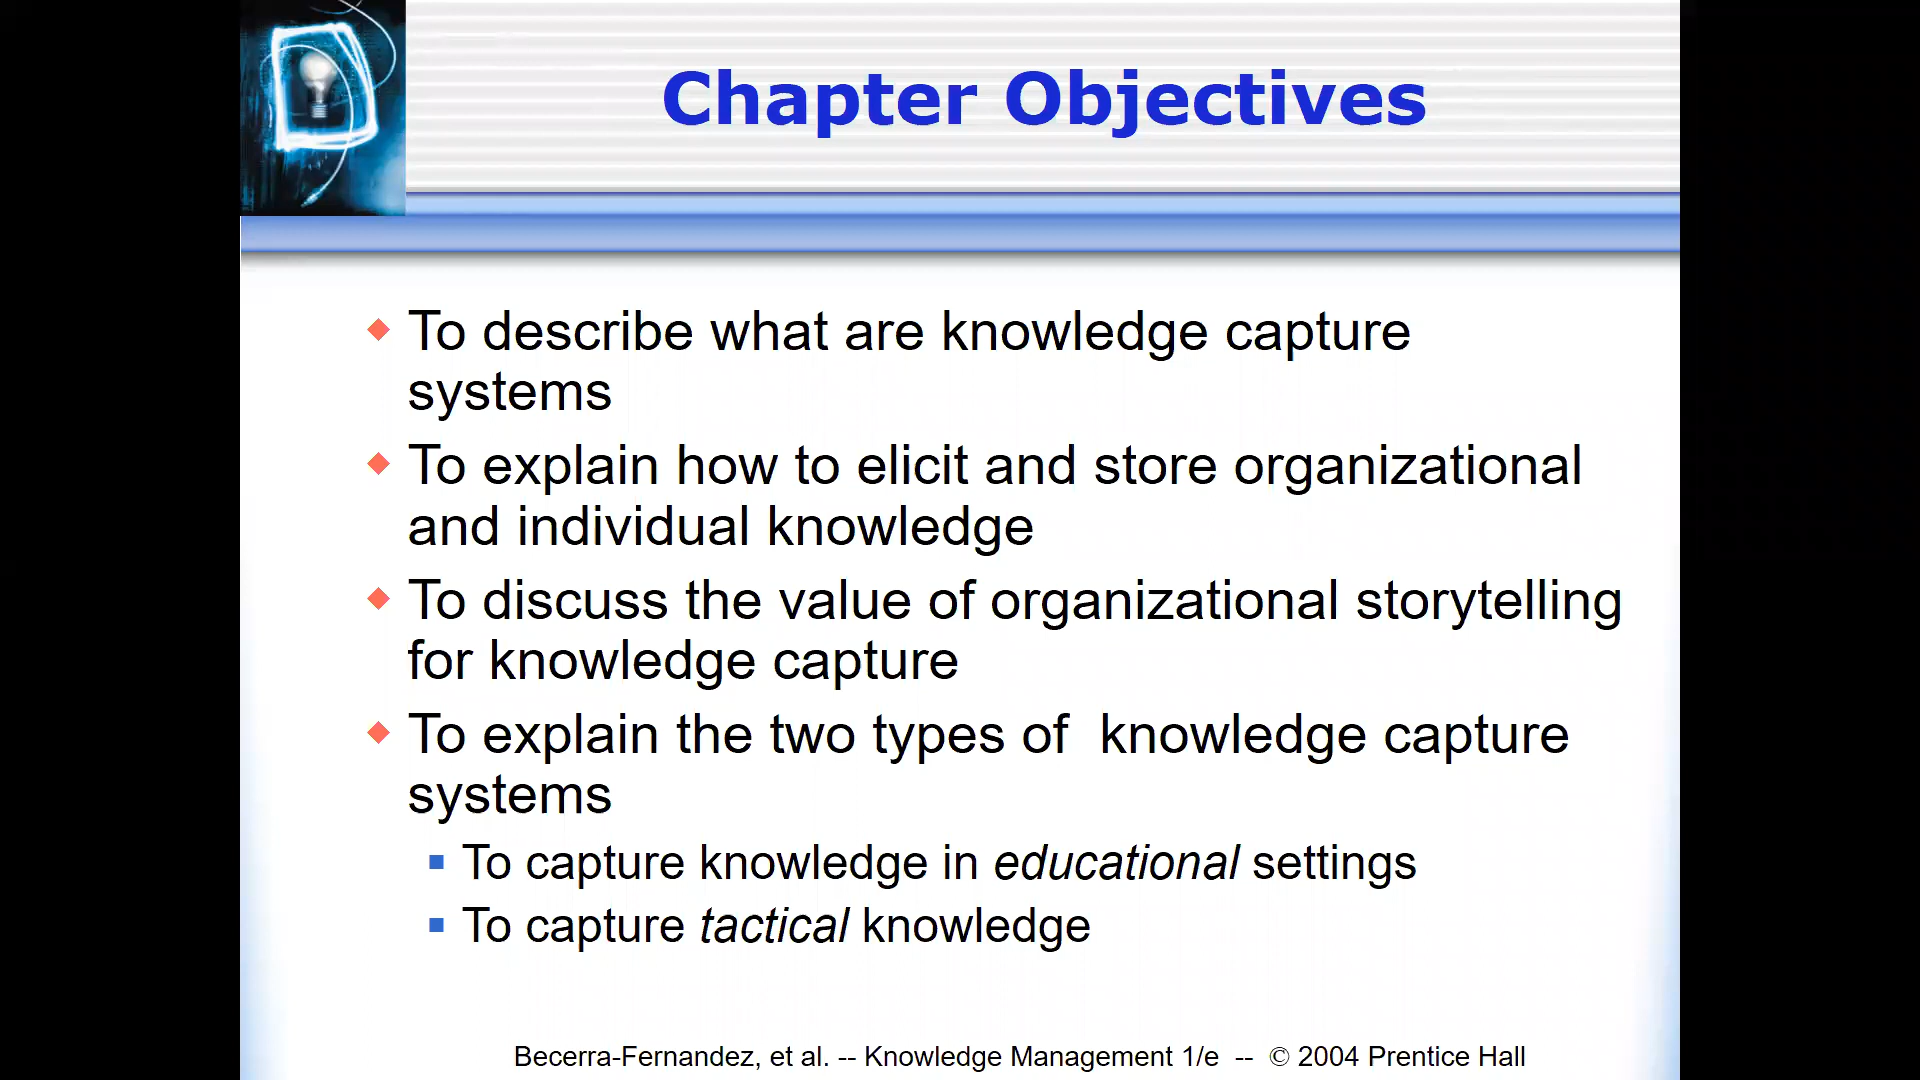 Chapter Objectives
To describe what are knowledge capture
systems
To explain how to elicit and store organizational
and individual knowledge
To discuss the value of organizational storytelling
for knowledge capture
To explain the two types of  knowledge capture
systems
To capture knowledge in educational settings
To capture tactical knowledge
Becerra-Fernandez, et al. -- Knowledge Management 1/e  --  © 2004 Prentice Hall